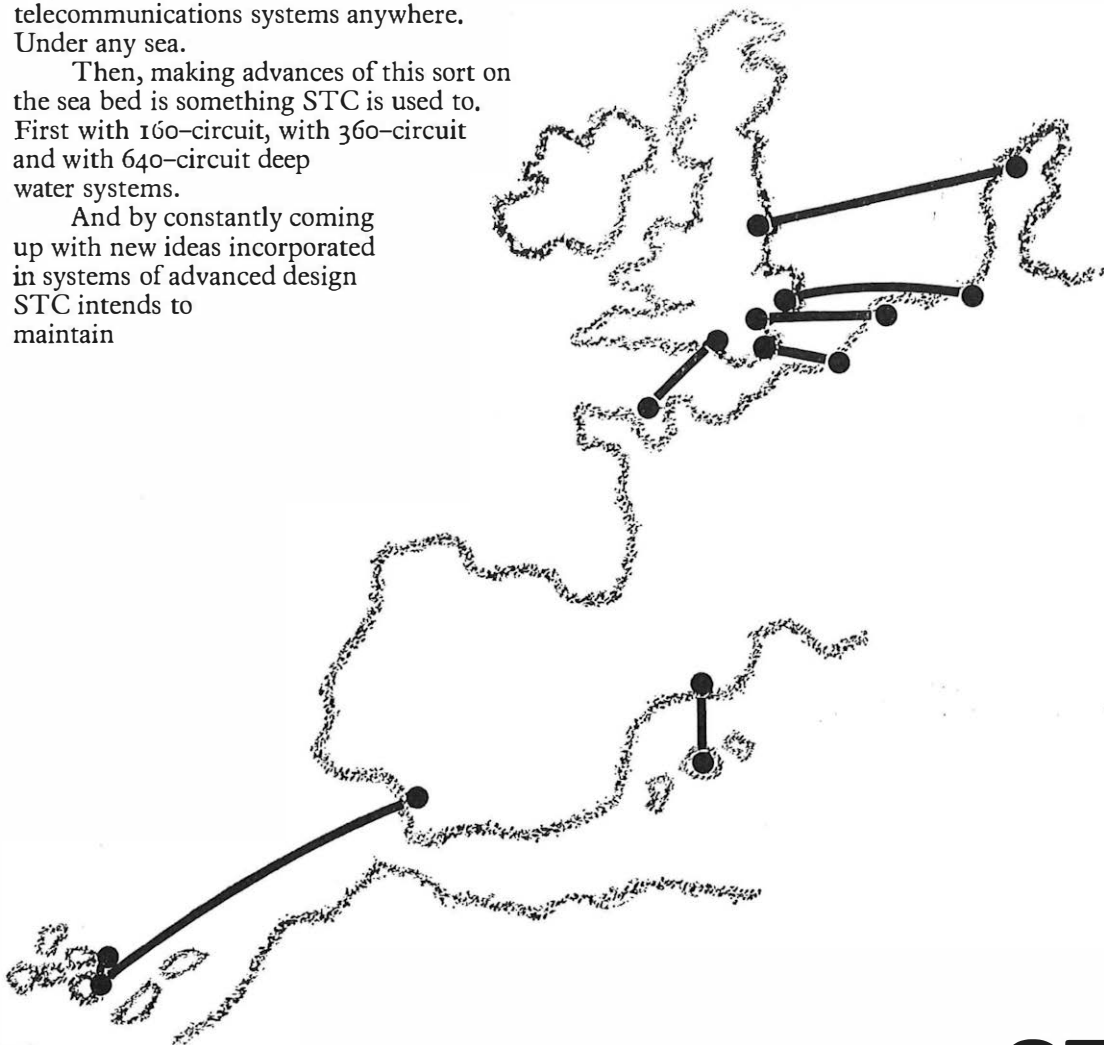 telecommunications systems anywhere.
Under any sea.
Then, making advances of this sort on
the sea bed is something STC is used to.
First with 160–circuit, with 360–circuit
and with 640–circuit deep
water systems.
And by constantly coming
up with new ideas incorporated
in systems of advanced design
STC intends to
maintain